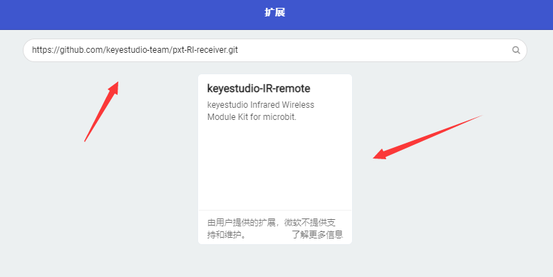 扩展
https://github.com/keyestudio-team/pxt-RI-receiver.git
keyestudio-IR-remote
keyestudio Infrared Wireless
Module Kit for microbit.
由用户提供的扩展，微软不提供支
持和维护。 了解更多信息